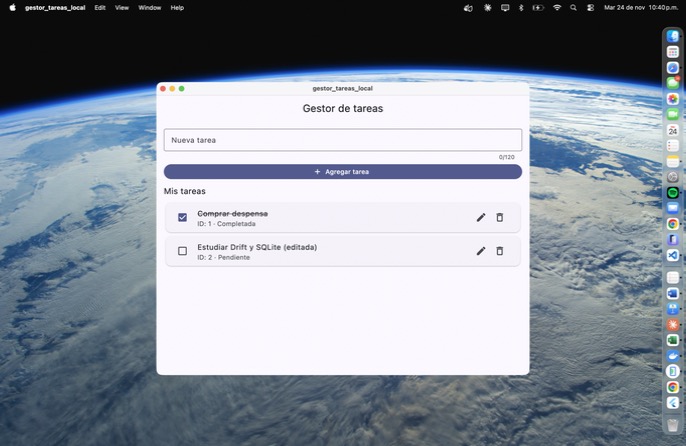 gestor_tareas_local Edit View Window Help
Mar 24 de nov 10:40 p.m.
gestor_tareas_local
Gestor de tareas
Nueva tarea
0/120
+ Agregar tarea
Mis tareas
Comprar despensa
ID: 1 · Completada
Estudiar Drift y SQLite (editada)
ID: 2 · Pendiente
24